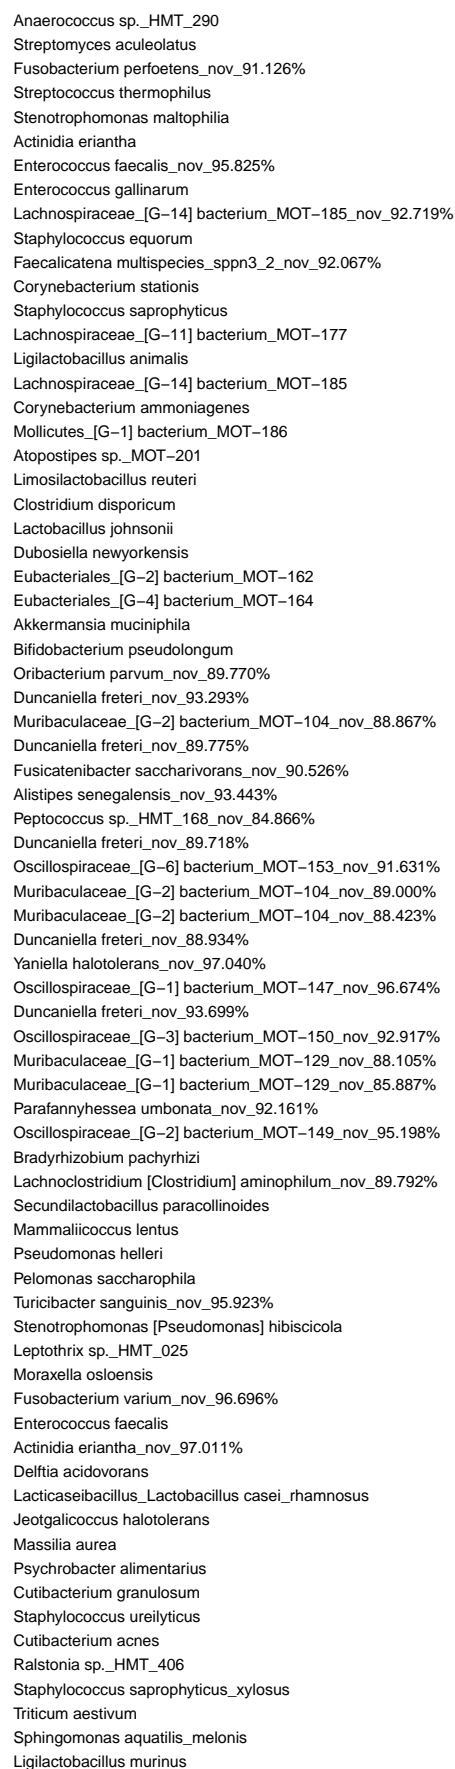 Anaerococcus sp._HMT_290
Streptomyces aculeolatus
Fusobacterium perfoetens_nov_91.126%
Streptococcus thermophilus
Stenotrophomonas maltophilia
Actinidia eriantha
Enterococcus faecalis_nov_95.825%
Enterococcus gallinarum
Lachnospiraceae_[G−14] bacterium_MOT−185_nov_92.719%
Staphylococcus equorum
Faecalicatena multispecies_sppn3_2_nov_92.067%
Corynebacterium stationis
Staphylococcus saprophyticus
Lachnospiraceae_[G−11] bacterium_MOT−177
Ligilactobacillus animalis
Lachnospiraceae_[G−14] bacterium_MOT−185
Corynebacterium ammoniagenes
Mollicutes_[G−1] bacterium_MOT−186
Atopostipes sp._MOT−201
Limosilactobacillus reuteri
Clostridium disporicum
Lactobacillus johnsonii
Dubosiella newyorkensis
Eubacteriales_[G−2] bacterium_MOT−162
Eubacteriales_[G−4] bacterium_MOT−164
Akkermansia muciniphila
Bifidobacterium pseudolongum
Oribacterium parvum_nov_89.770%
Duncaniella freteri_nov_93.293%
Muribaculaceae_[G−2] bacterium_MOT−104_nov_88.867%
Duncaniella freteri_nov_89.775%
Fusicatenibacter saccharivorans_nov_90.526%
Alistipes senegalensis_nov_93.443%
Peptococcus sp._HMT_168_nov_84.866%
Duncaniella freteri_nov_89.718%
Oscillospiraceae_[G−6] bacterium_MOT−153_nov_91.631%
Muribaculaceae_[G−2] bacterium_MOT−104_nov_89.000%
Muribaculaceae_[G−2] bacterium_MOT−104_nov_88.423%
Duncaniella freteri_nov_88.934%
Yaniella halotolerans_nov_97.040%
Oscillospiraceae_[G−1] bacterium_MOT−147_nov_96.674%
Duncaniella freteri_nov_93.699%
Oscillospiraceae_[G−3] bacterium_MOT−150_nov_92.917%
Muribaculaceae_[G−1] bacterium_MOT−129_nov_88.105%
Muribaculaceae_[G−1] bacterium_MOT−129_nov_85.887%
Parafannyhessea umbonata_nov_92.161%
Oscillospiraceae_[G−2] bacterium_MOT−149_nov_95.198%
Bradyrhizobium pachyrhizi
Lachnoclostridium [Clostridium] aminophilum_nov_89.792%
Secundilactobacillus paracollinoides
Mammaliicoccus lentus
Pseudomonas helleri
Pelomonas saccharophila
Turicibacter sanguinis_nov_95.923%
Stenotrophomonas [Pseudomonas] hibiscicola
Leptothrix sp._HMT_025
Moraxella osloensis
Fusobacterium varium_nov_96.696%
Enterococcus faecalis
Actinidia eriantha_nov_97.011%
Delftia acidovorans
Lacticaseibacillus_Lactobacillus casei_rhamnosus
Jeotgalicoccus halotolerans
Massilia aurea
Psychrobacter alimentarius
Cutibacterium granulosum
Staphylococcus ureilyticus
Cutibacterium acnes
Ralstonia sp._HMT_406
Staphylococcus saprophyticus_xylosus
Triticum aestivum
Sphingomonas aquatilis_melonis
Ligilactobacillus murinus